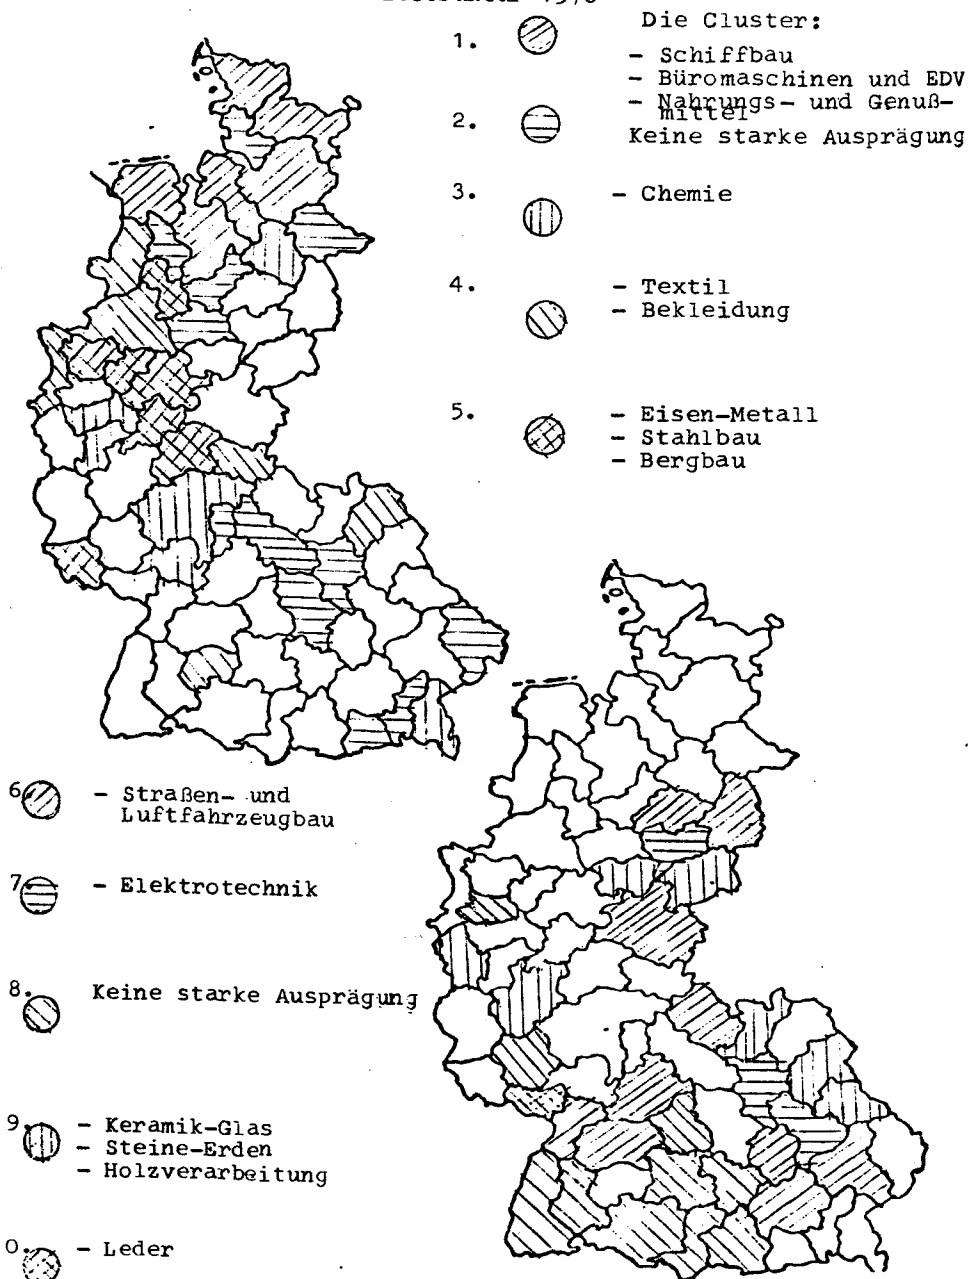 Die Cluster:
1.
- Schiffbau
- Büromaschinen und EDV
- Nahrungs- und Genuß-
mittel
2.
Keine starke Ausprägung
3.
- Chemie
4.
- Textil
- Bekleidung
5.
- Eisen-Metall
- Stahlbau
- Bergbau
6.
- Straßen- und
Luftfahrzeugbau
7.
- Elektrotechnik
8.
Keine starke Ausprägung
9.
- Keramik-Glas
- Steine-Erden
- Holzverarbeitung
0.
- Leder